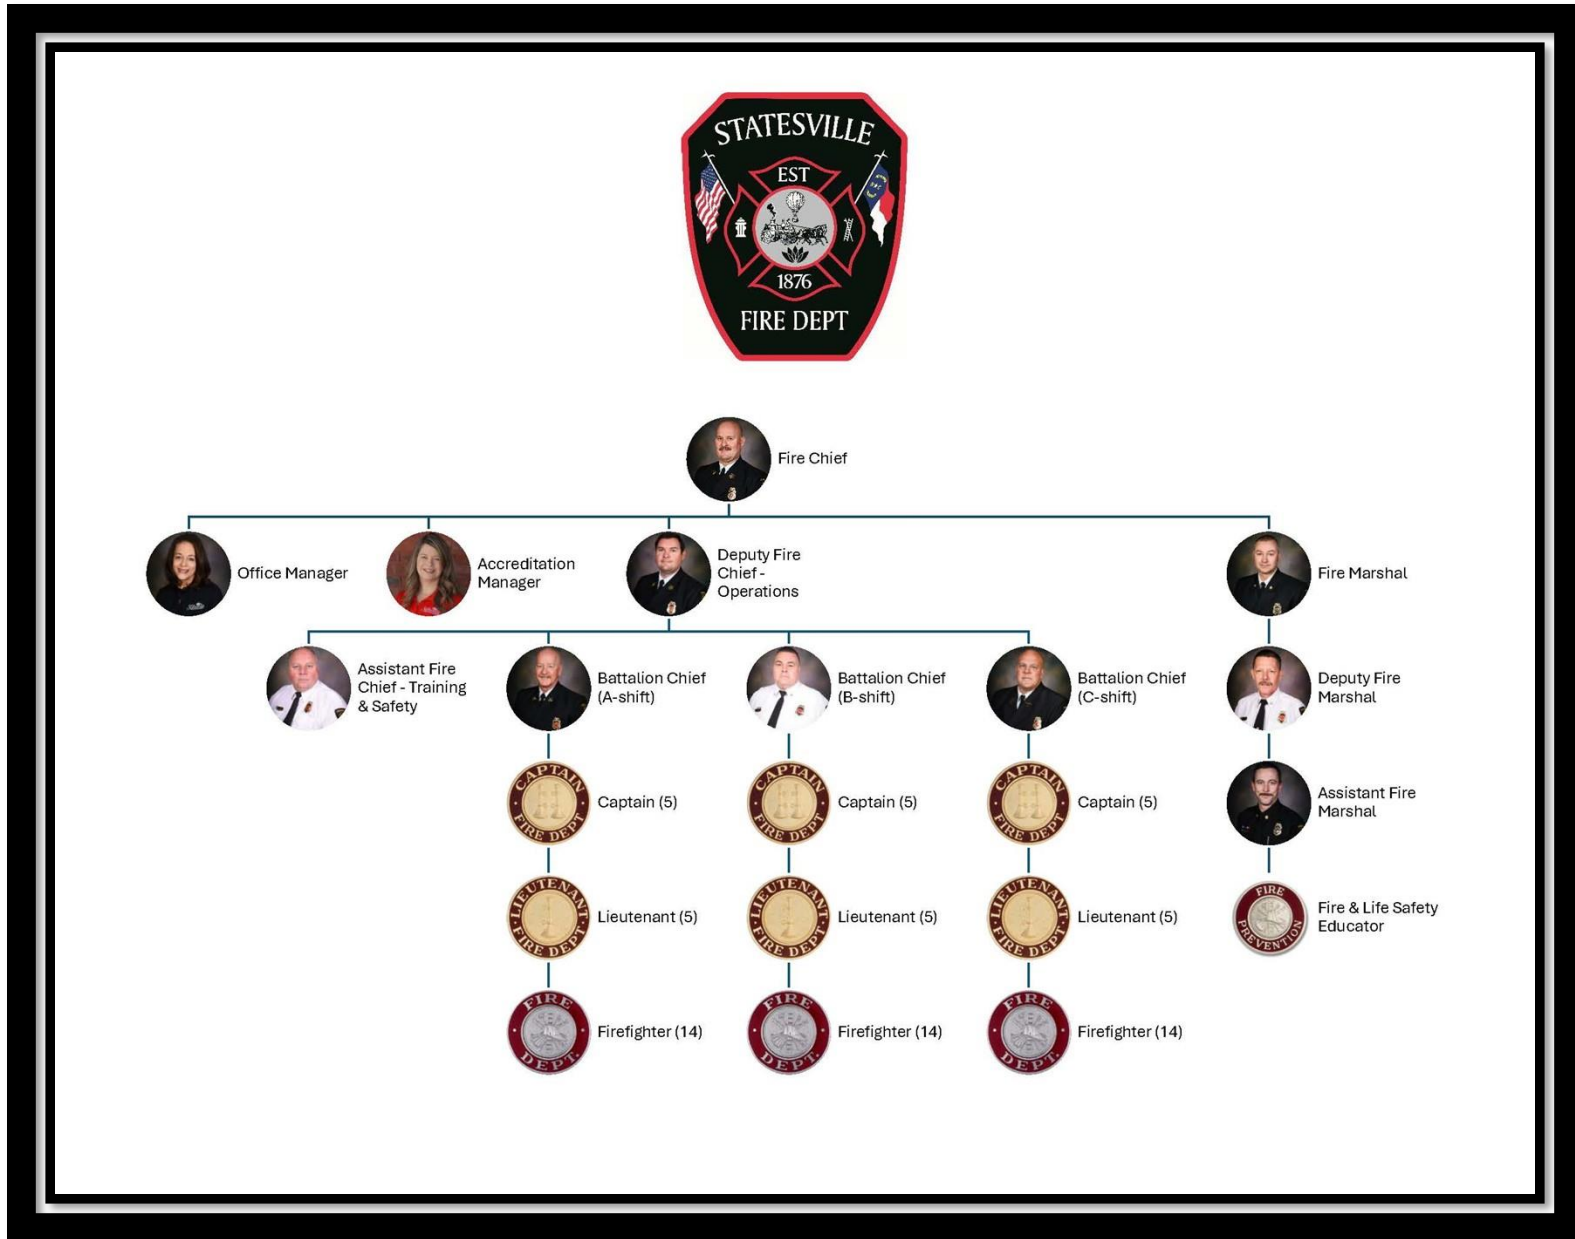 STATESVILLE
EST
1876
FIRE DEPT
Fire Chief
Office Manager
Accreditation
Manager
Deputy Fire
Chief -
Operations
Fire Marshal
Assistant Fire
Chief - Training
& Safety
Battalion Chief
(A-shift)
Battalion Chief
(B-shift)
Battalion Chief
(C-shift)
Deputy Fire
Marshal
CAPTAIN
FIRE DEPT
Captain (5)
CAPTAIN
FIRE DEPT
Captain (5)
CAPTAIN
FIRE DEPT
Captain (5)
Assistant Fire
Marshal
LIEUTENANT
FIRE DEPT.
Lieutenant (5)
LIEUTENANT
FIRE DEPT.
Lieutenant (5)
LIEUTENANT
FIRE DEPT.
Lieutenant (5)
FIRE
PREVENTION
Fire & Life Safety
Educator
FIRE
DEPT.
Firefighter (14)
FIRE
DEPT.
Firefighter (14)
FIRE
DEPT.
Firefighter (14)